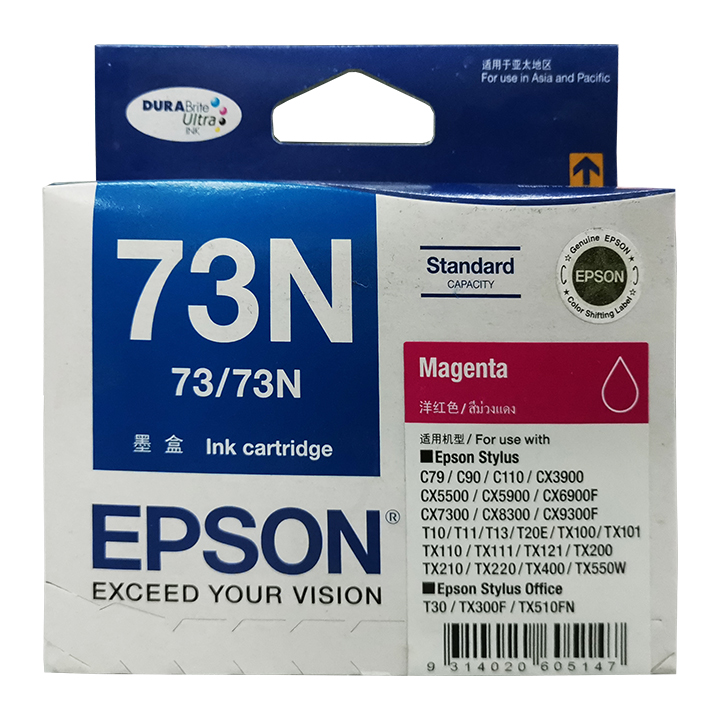 适用于亚太地区
For use in Asia and Pacific
DURABrite
Ultra
INK
73N
73/73N
墨盒 Ink cartridge
Standard
CAPACITY
☆ Genuine EPSON ☆
EPSON
★ Color Shifting Label ★
Magenta
洋红色/สีม่วงแดง
适用机型/For use with
■Epson Stylus
C79 / C90 / C110 / CX3900
CX5500 / CX5900 / CX6900F
CX7300 / CX8300 / CX9300F
T10/T11/T13/T20E/TX100/TX101
TX110 / TX111 / TX121 / TX200
TX210 / TX220 / TX400 / TX550W
■Epson Stylus Office
T30 / TX300F / TX510FN
EPSON®
EXCEED YOUR VISION
9 314020 605147